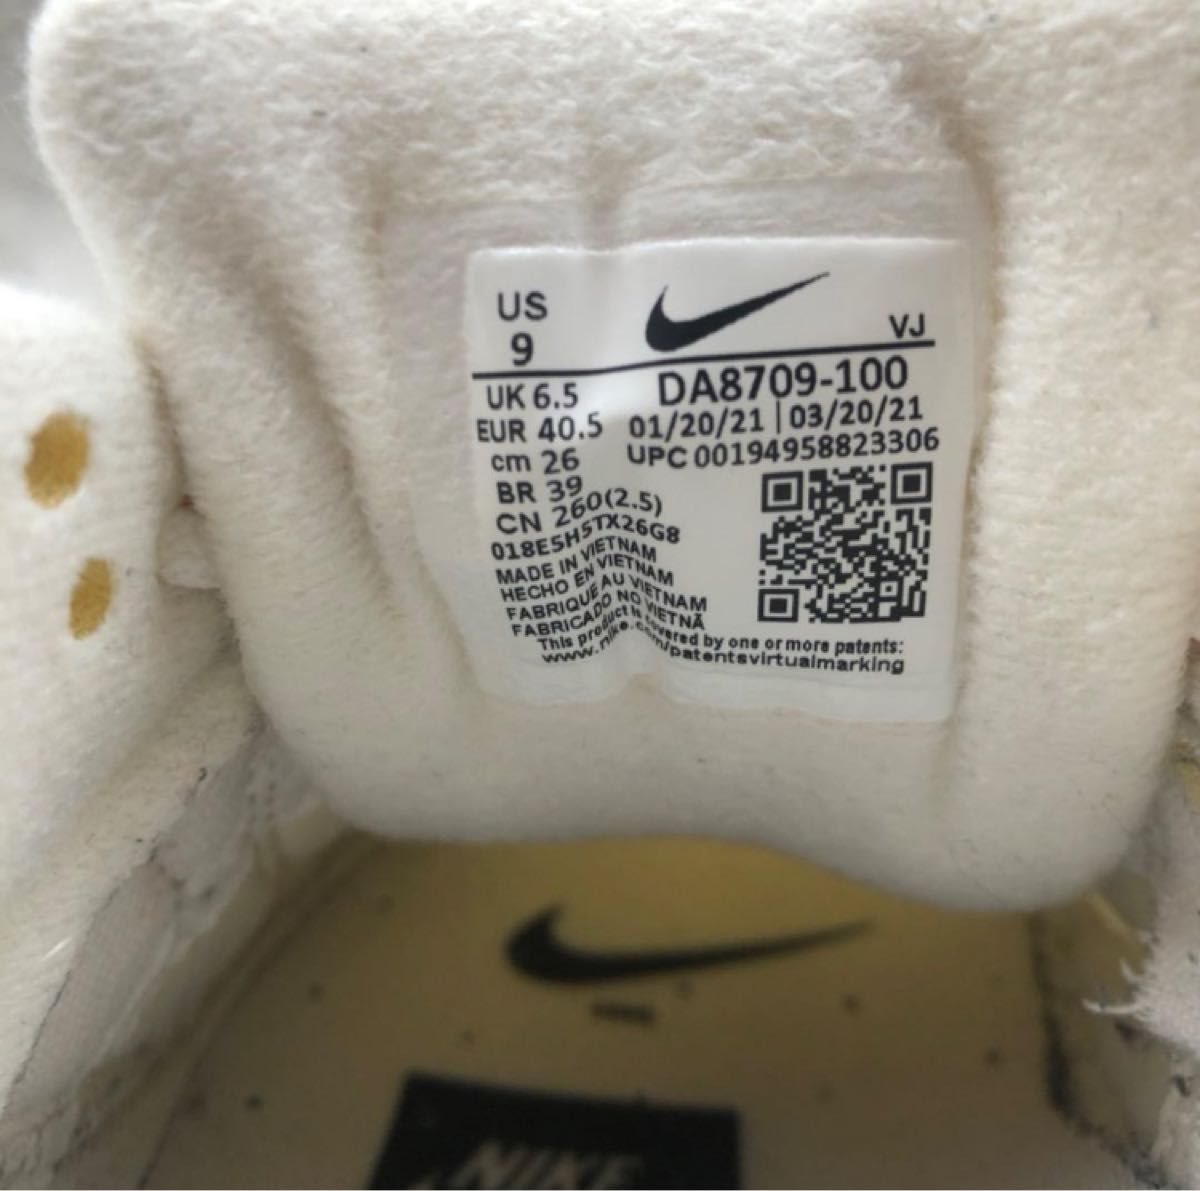 US
9
VJ
UK 6.5
DA8709-100
EUR 40.5
01/20/21 | 03/20/21
cm 26
UPC 00194958823306
BR 39
CN 260(2.5)
018E5H5TX26G8
MADE IN VIETNAM
HECHO EN VIETNAM
FABRIQUÉ AU VIETNAM
FABRICADO NO VIETNÃ
This product is covered by one or more patents:
www.nike.com/patentsvirtualmarking
NIKE